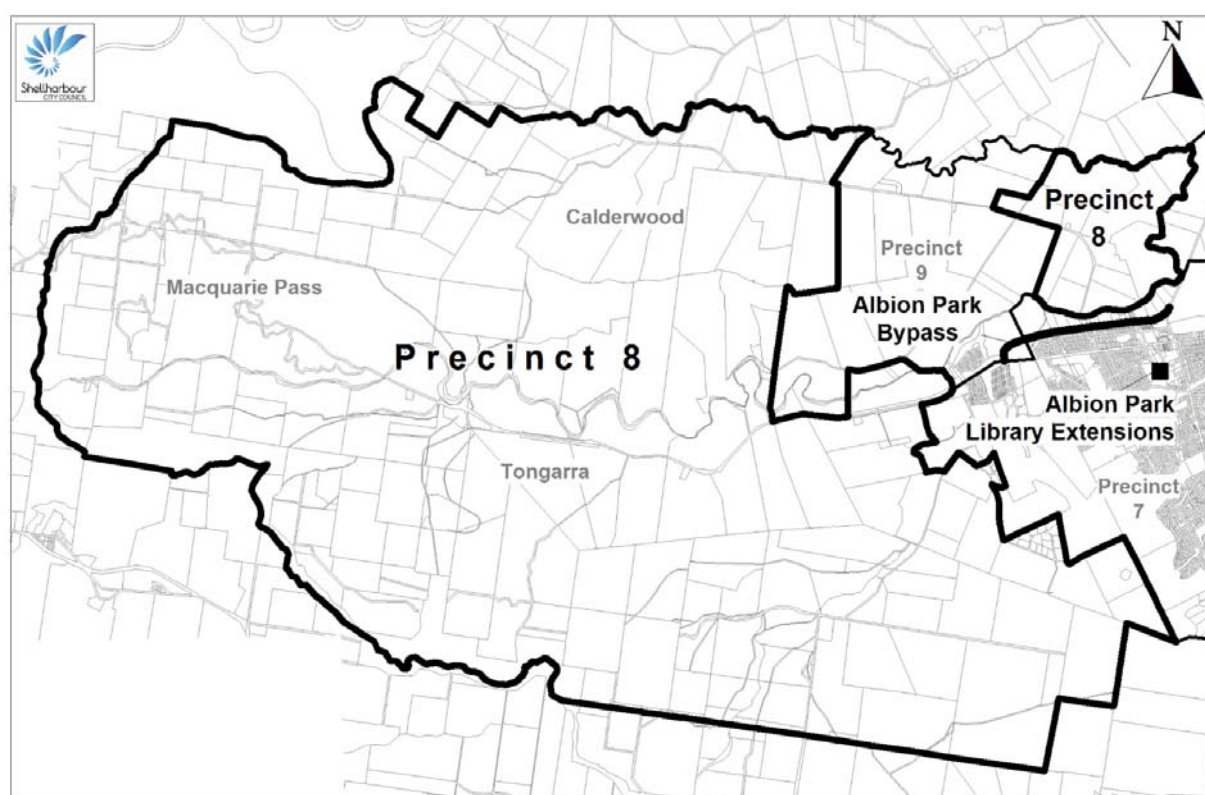 Shellharbour
CITY COUNCIL
N
Precinct
8
Calderwood
Precinct
9
Macquarie Pass
Albion Park
Bypass
Precinct 8
Albion Park
Library Extensions
Tongarra
Precinct
7